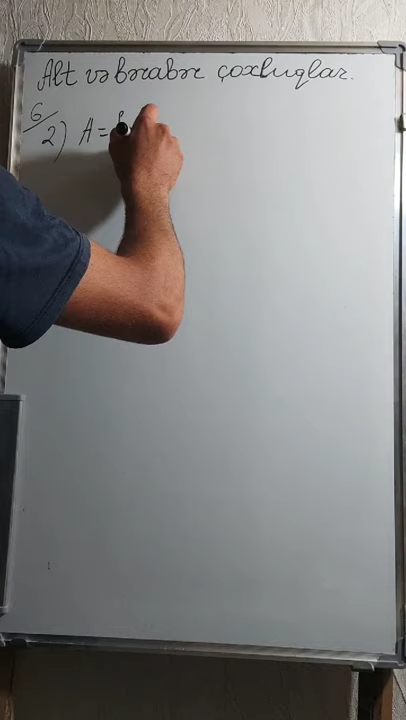 Alt və bərabər çoxluqlar.
6/
2) A = {